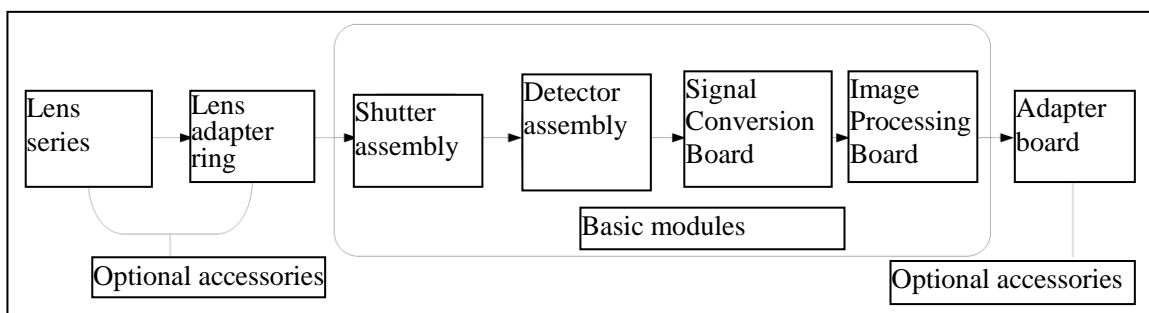 Lens
series
Lens
adapter
ring
Shutter
assembly
Detector
assembly
Signal
Conversion
Board
Image
Processing
Board
Adapter
board
Basic modules
Optional accessories
Optional accessories